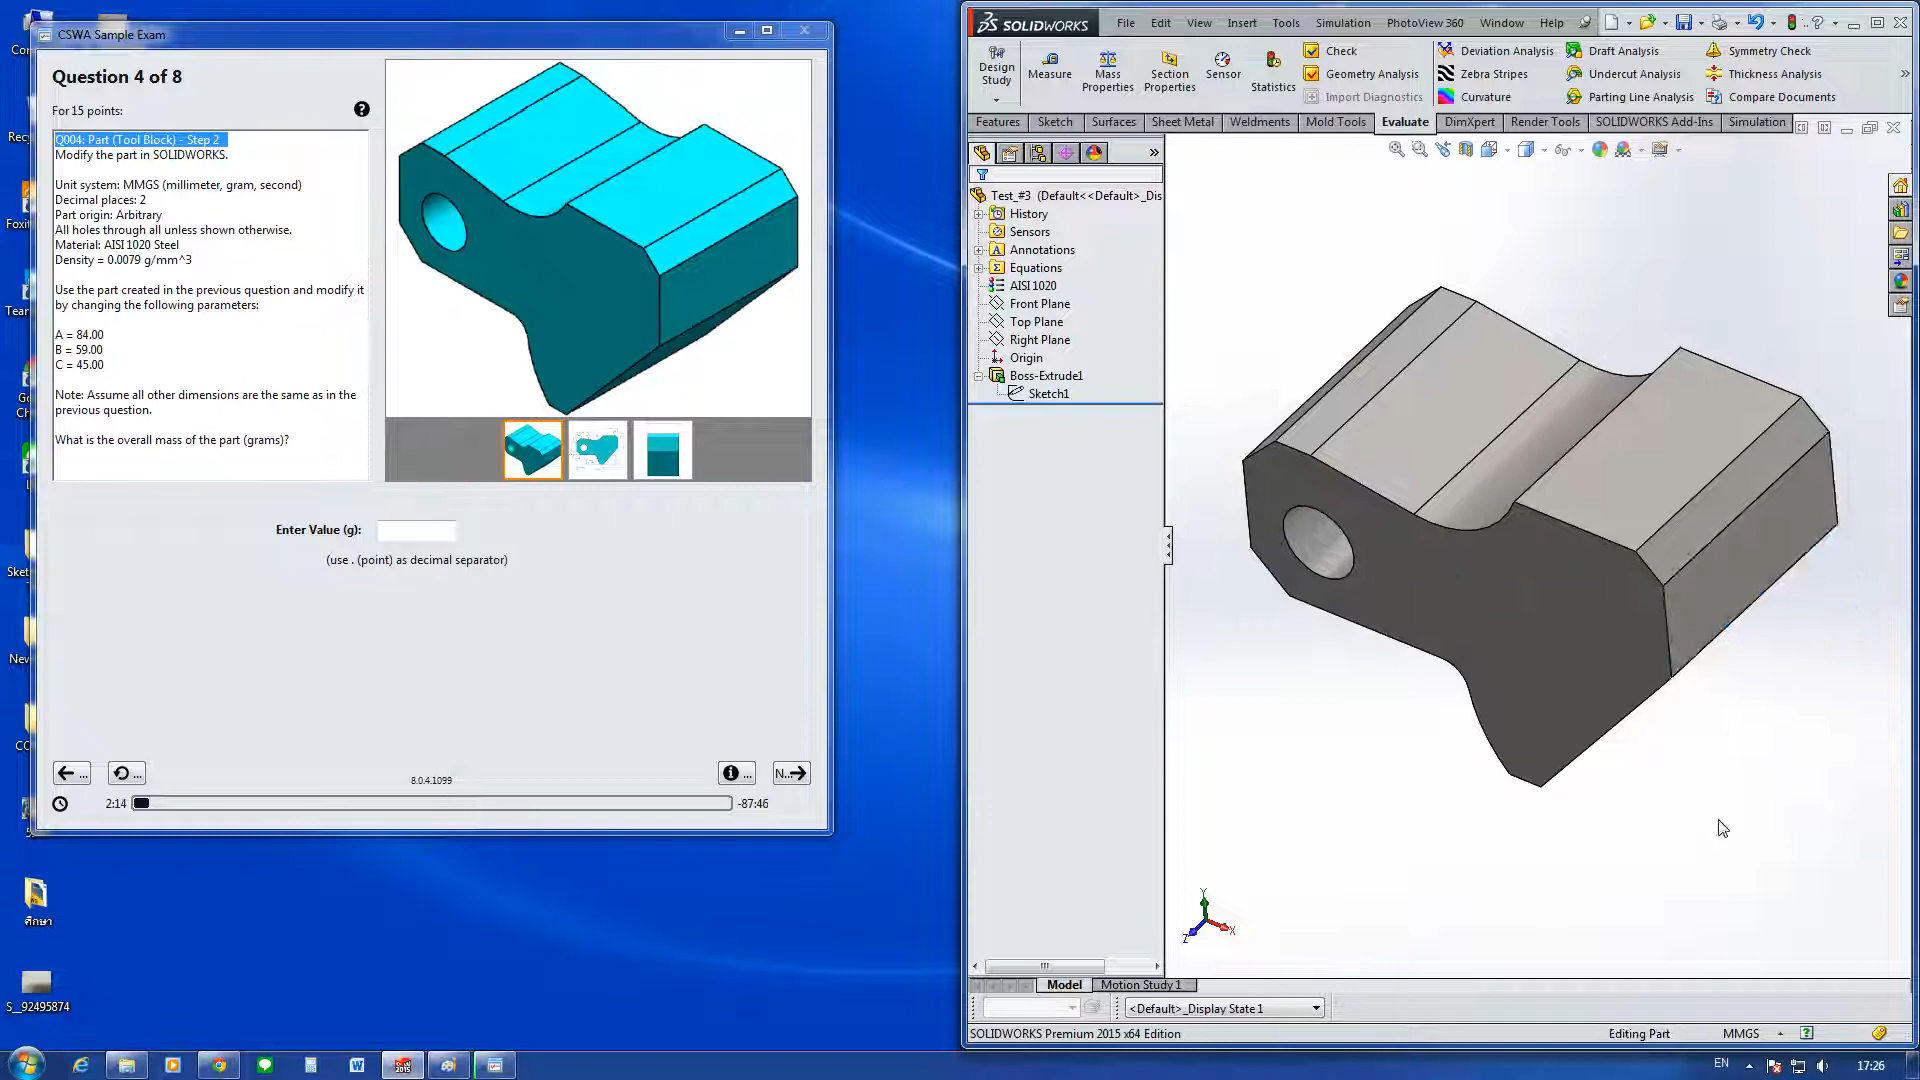 CSWA Sample Exam
Question 4 of 8
For 15 points:
Q004: Part (Tool Block) - Step 2
Modify the part in SOLIDWORKS.
Unit system: MMGS (millimeter, gram, second)
Decimal places: 2
Part origin: Arbitrary
All holes through all unless shown otherwise.
Material: AISI 1020 Steel
Density = 0.0079 g/mm^3
Use the part created in the previous question and modify it
by changing the following parameters:
A = 84.00
B = 59.00
C = 45.00
Note: Assume all other dimensions are the same as in the
previous question.
What is the overall mass of the part (grams)?
Enter Value (g):
(use . (point) as decimal separator)
8.0.4.1099
N...
2:14
-87:46
SOLIDWORKS
File Edit View Insert Tools Simulation PhotoView 360 Window Help
Design Study
Measure
Mass Properties
Section Properties
Sensor
Statistics
Check
Geometry Analysis
Import Diagnostics
Deviation Analysis
Zebra Stripes
Curvature
Draft Analysis
Undercut Analysis
Parting Line Analysis
Symmetry Check
Thickness Analysis
Compare Documents
Features Sketch Surfaces Sheet Metal Weldments Mold Tools Evaluate DimXpert Render Tools SOLIDWORKS Add-Ins Simulation
Test_#3 (Default<<Default>_Dis
History
Sensors
Annotations
Equations
AISI 1020
Front Plane
Top Plane
Right Plane
Origin
Boss-Extrude1
Sketch1
Y
X
Z
Model Motion Study 1
<Default>_Display State 1
SOLIDWORKS Premium 2015 x64 Edition
Editing Part
MMGS
ศึกษา
S__92495874
EN
17:26